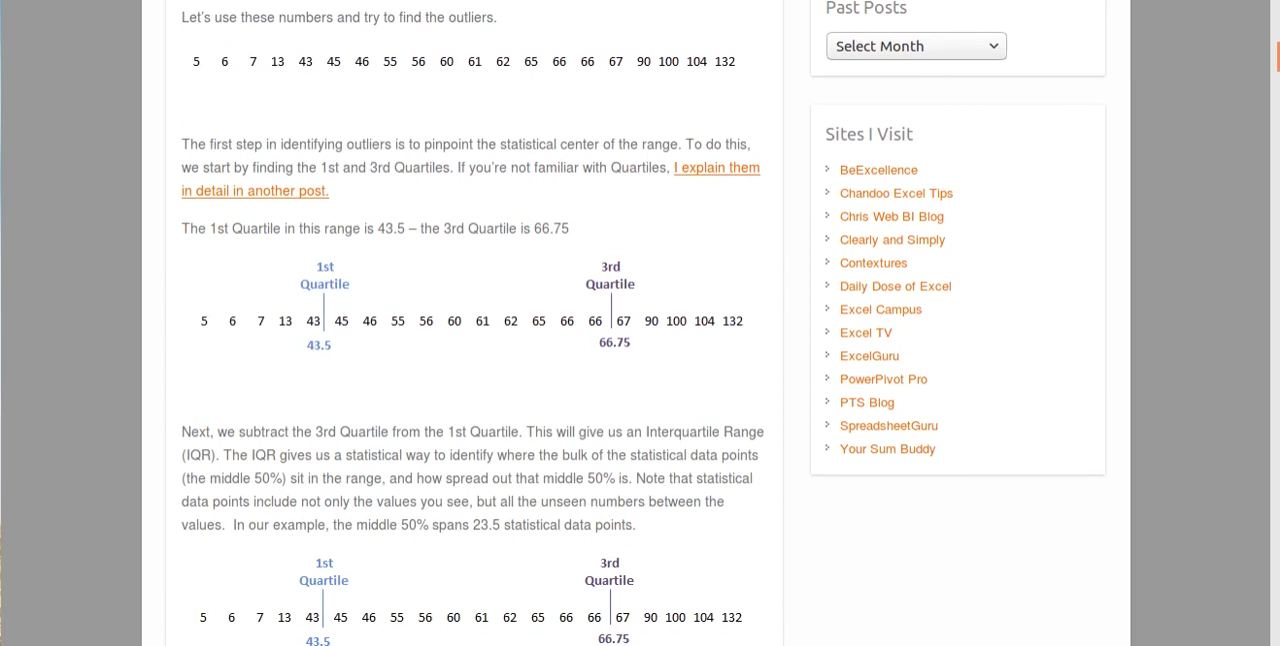 Let's use these numbers and try to find the outliers.
5 6 7 13 43 45 46 55 56 60 61 62 65 66 66 67 90 100 104 132
The first step in identifying outliers is to pinpoint the statistical center of the range. To do this,
we start by finding the 1st and 3rd Quartiles. If you're not familiar with Quartiles, I explain them
in detail in another post.
The 1st Quartile in this range is 43.5 – the 3rd Quartile is 66.75
1st
Quartile
3rd
Quartile
5 6 7 13 43 45 46 55 56 60 61 62 65 66 66 67 90 100 104 132
43.5
66.75
Next, we subtract the 3rd Quartile from the 1st Quartile. This will give us an Interquartile Range
(IQR). The IQR gives us a statistical way to identify where the bulk of the statistical data points
(the middle 50%) sit in the range, and how spread out that middle 50% is. Note that statistical
data points include not only the values you see, but all the unseen numbers between the
values. In our example, the middle 50% spans 23.5 statistical data points.
1st
Quartile
3rd
Quartile
5 6 7 13 43 45 46 55 56 60 61 62 65 66 66 67 90 100 104 132
43.5
66.75
Past Posts
Select Month
Sites I Visit
BeExcellence
Chandoo Excel Tips
Chris Web BI Blog
Clearly and Simply
Contextures
Daily Dose of Excel
Excel Campus
Excel TV
ExcelGuru
PowerPivot Pro
PTS Blog
SpreadsheetGuru
Your Sum Buddy